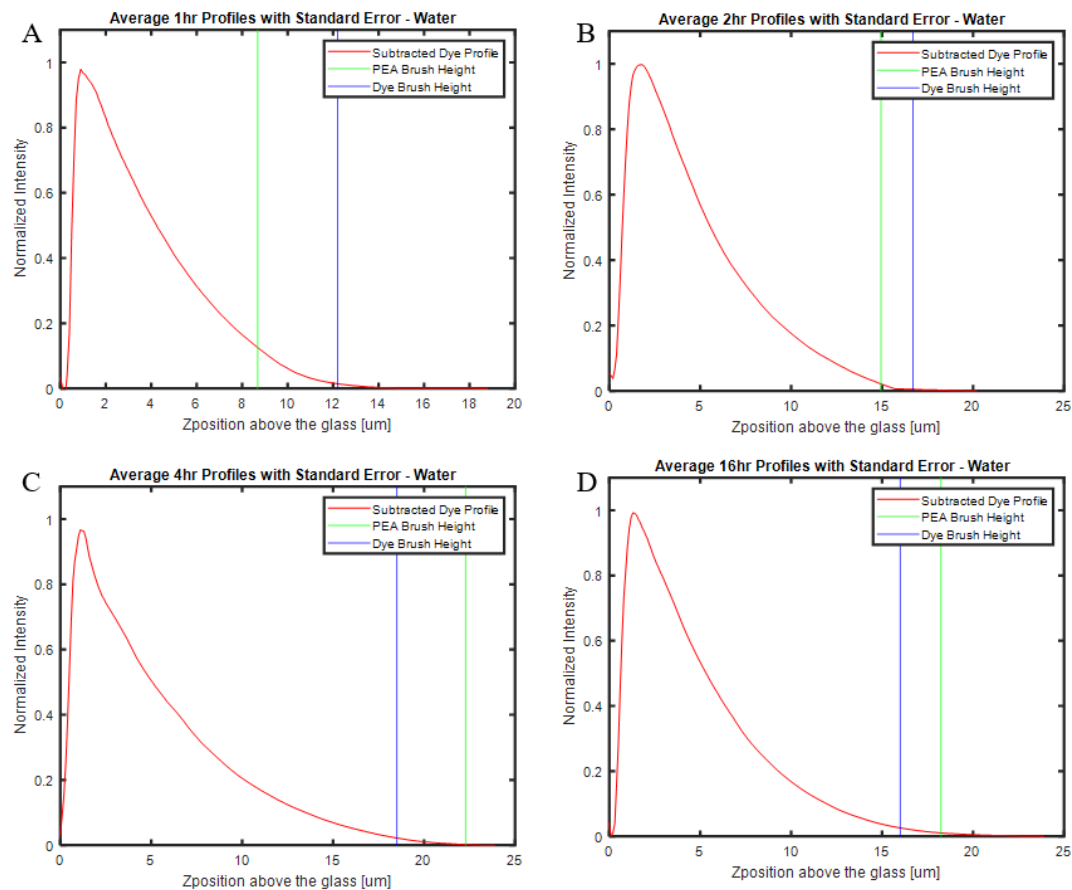 A
Average 1hr Profiles with Standard Error - Water
Subtracted Dye Profile
PEA Brush Height
Dye Brush Height
Normalized Intensity
1
0.8
0.6
0.4
0.2
0
0 2 4 6 8 10 12 14 16 18 20
Zposition above the glass [um]
B
Average 2hr Profiles with Standard Error - Water
Subtracted Dye Profile
PEA Brush Height
Dye Brush Height
Normalized Intensity
1
0.8
0.6
0.4
0.2
0
0 5 10 15 20 25
Zposition above the glass [um]
C
Average 4hr Profiles with Standard Error - Water
Subtracted Dye Profile
PEA Brush Height
Dye Brush Height
Normalized Intensity
1
0.8
0.6
0.4
0.2
0
0 5 10 15 20 25
Zposition above the glass [um]
D
Average 16hr Profiles with Standard Error - Water
Subtracted Dye Profile
PEA Brush Height
Dye Brush Height
Normalized Intensity
1
0.8
0.6
0.4
0.2
0
0 5 10 15 20 25
Zposition above the glass [um]